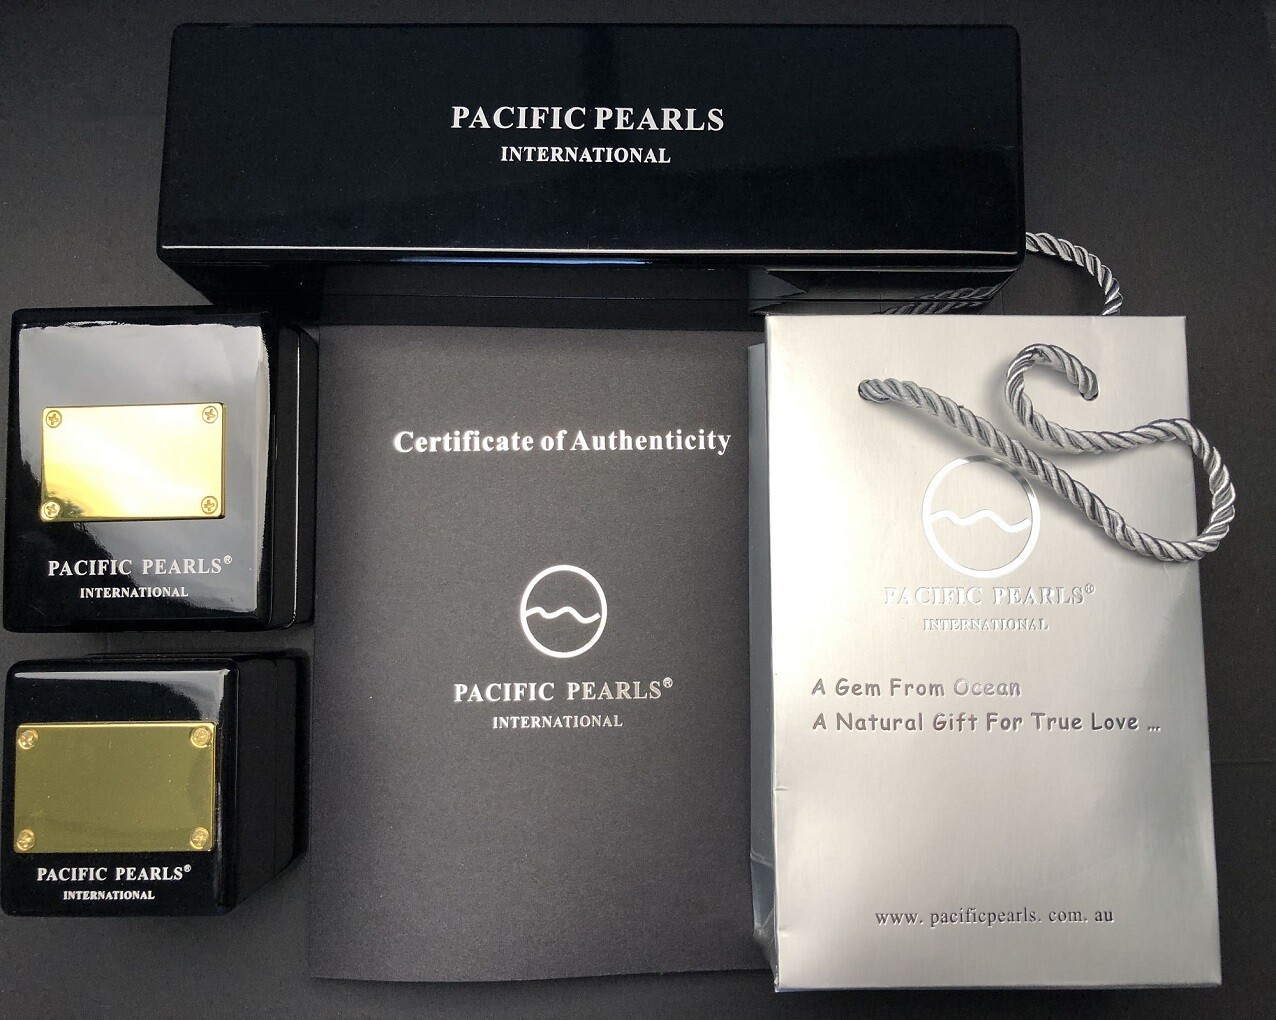 PACIFIC PEARLS
INTERNATIONAL
PACIFIC PEARLS®
INTERNATIONAL
PACIFIC PEARLS®
INTERNATIONAL
Certificate of Authenticity
PACIFIC PEARLS®
INTERNATIONAL
PACIFIC PEARLS®
INTERNATIONAL
A Gem From Ocean
A Natural Gift For True Love ...
www. pacificpearls. com. au